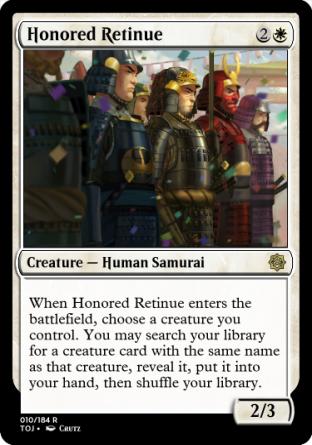 Honored Retinue 2
Creature — Human Samurai
When Honored Retinue enters the
battlefield, choose a creature you
control. You may search your library
for a creature card with the same name
as that creature, reveal it, put it into
your hand, then shuffle your library.
2/3
010/184 R
TOJ • Crutz